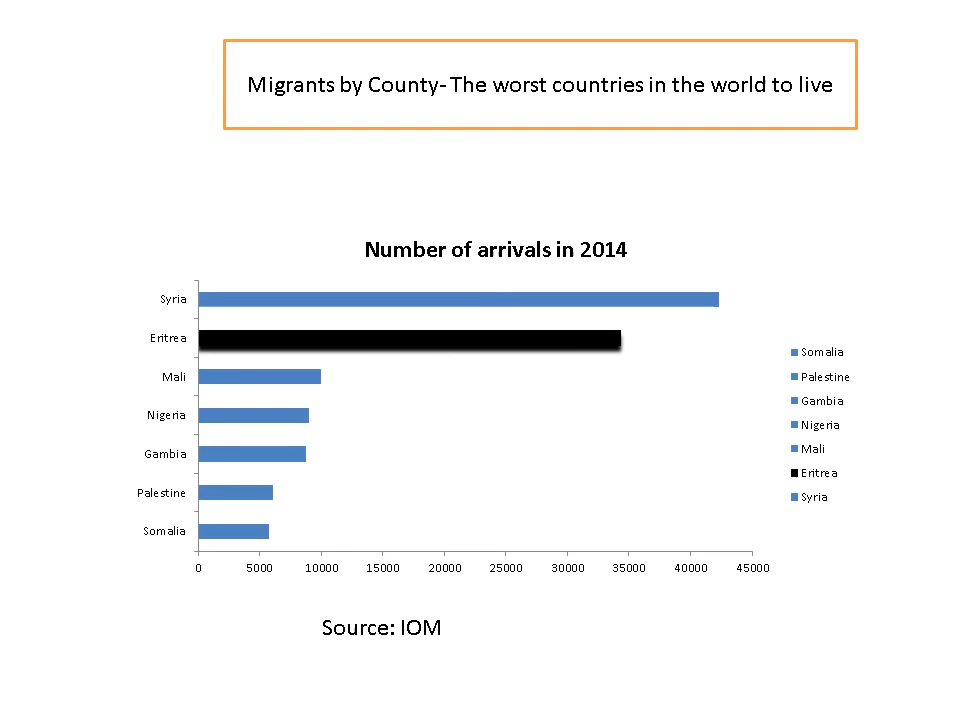 Migrants by County- The worst countries in the world to live
Number of arrivals in 2014
Syria
Eritrea
Mali
Nigeria
Gambia
Palestine
Somalia
0 5000 10000 15000 20000 25000 30000 35000 40000 45000
Somalia
Palestine
Gambia
Nigeria
Mali
Eritrea
Syria
Source: IOM